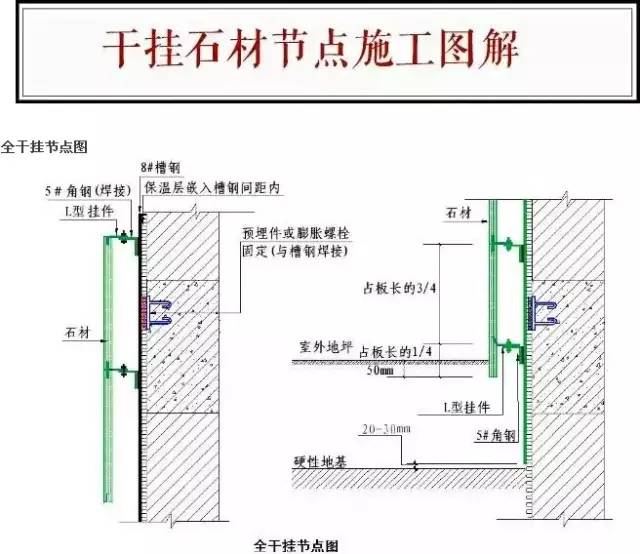 干挂石材节点施工图解
全干挂节点图
8#槽钢
5#角钢(焊接)
保温层嵌入槽钢间距内
L型挂件
预埋件或膨胀螺栓
固定(与槽钢焊接)
石材
石材
占板长的3/4
室外地坪
占板长的1/4
50mm
L型挂件
5#角钢
20-30mm
硬性地基
全干挂节点图